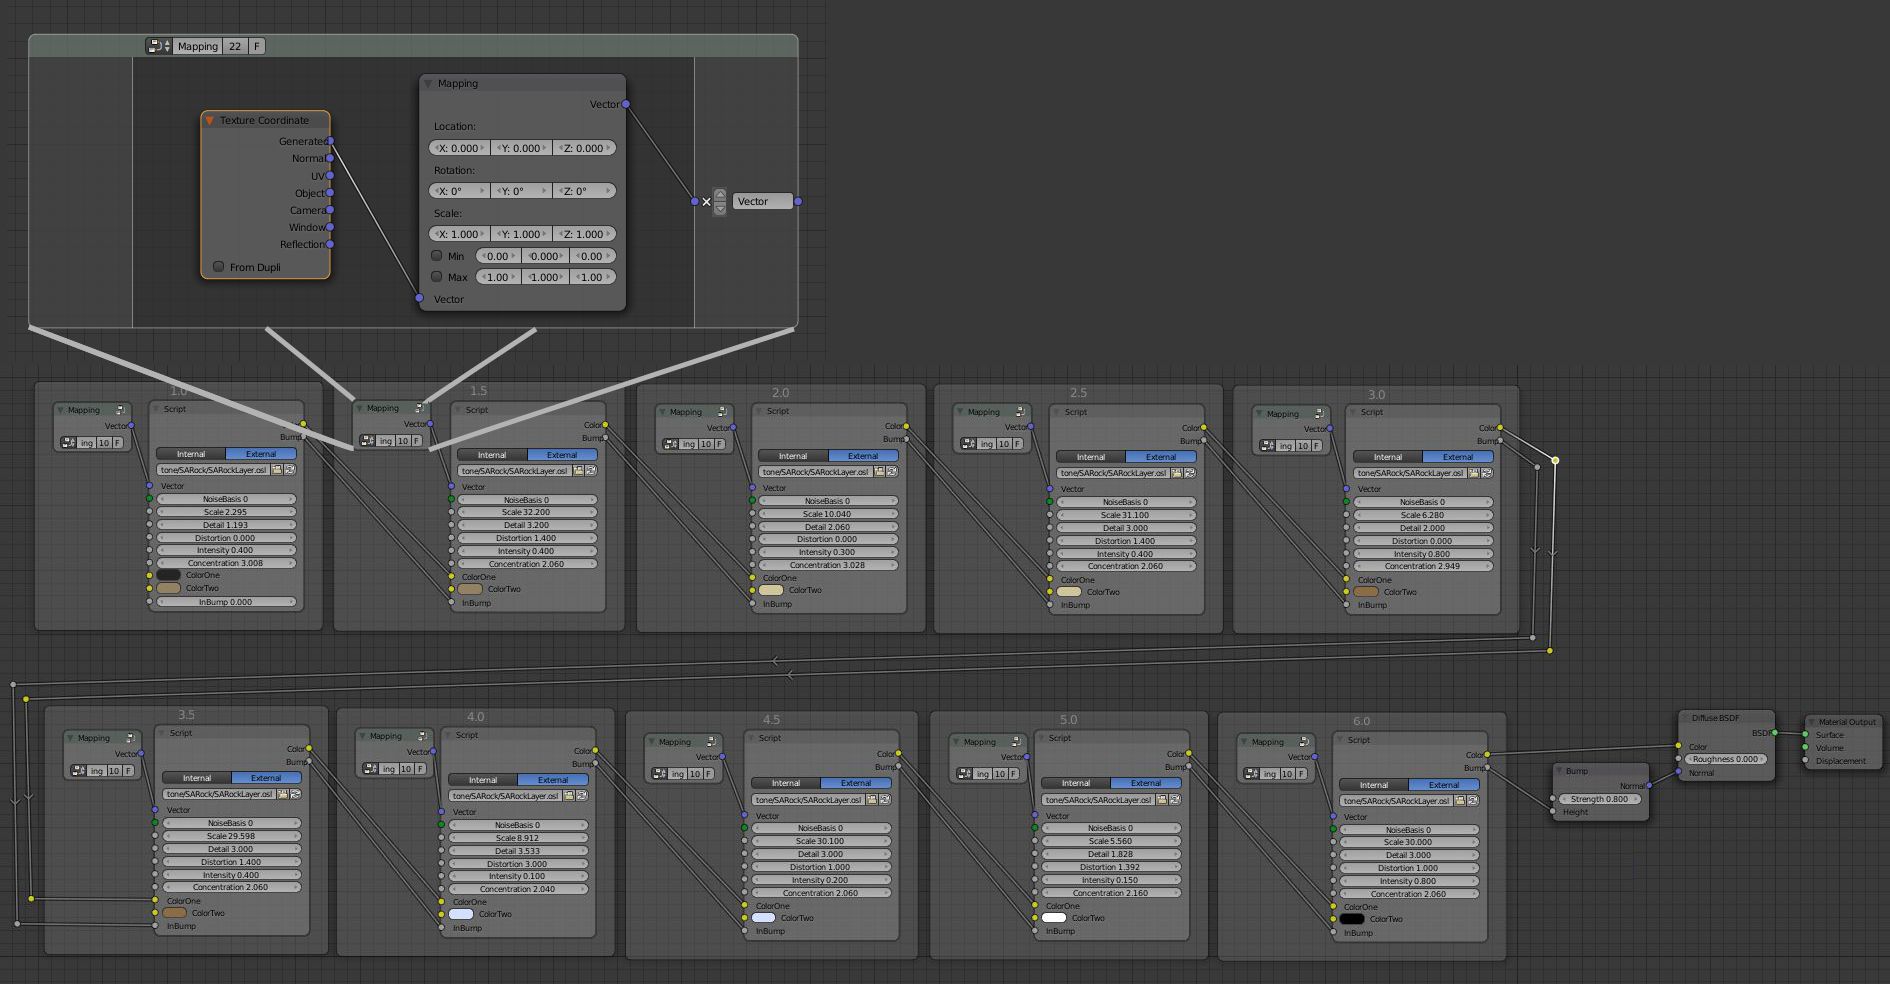 Mapping 22 F
Mapping
Vector
Location:
X: 0.000 Y: 0.000 Z: 0.000
Rotation:
X: 0° Y: 0° Z: 0°
Scale:
X: 1.000 Y: 1.000 Z: 1.000
Min 0.00 0.000 0.00
Max 1.00 1.000 1.00
Vector
Texture Coordinate
Generated
Normal
UV
Object
Camera
Window
Reflection
From Dupli
Vector
1.0
Mapping
Vector
ing 10 F
Script
Color
Bump
Internal External
tone/SARock/SARockLayer.osl
Vector
NoiseBasis 0
Scale 2.295
Detail 1.193
Distortion 0.000
Intensity 0.400
Concentration 3.008
ColorOne
ColorTwo
InBump 0.000
1.5
Mapping
Vector
ing 10 F
Script
Color
Bump
Internal External
tone/SARock/SARockLayer.osl
Vector
NoiseBasis 0
Scale 32.200
Detail 3.200
Distortion 1.400
Intensity 0.400
Concentration 2.060
ColorOne
ColorTwo
InBump
2.0
Mapping
Vector
ing 10 F
Script
Color
Bump
Internal External
tone/SARock/SARockLayer.osl
Vector
NoiseBasis 0
Scale 10.040
Detail 2.060
Distortion 0.000
Intensity 0.300
Concentration 3.028
ColorOne
ColorTwo
InBump
2.5
Mapping
Vector
ing 10 F
Script
Color
Bump
Internal External
tone/SARock/SARockLayer.osl
Vector
NoiseBasis 0
Scale 31.100
Detail 3.000
Distortion 1.400
Intensity 0.400
Concentration 2.060
ColorOne
ColorTwo
InBump
3.0
Mapping
Vector
ing 10 F
Script
Color
Bump
Internal External
tone/SARock/SARockLayer.osl
Vector
NoiseBasis 0
Scale 6.280
Detail 2.000
Distortion 0.000
Intensity 0.800
Concentration 2.949
ColorOne
ColorTwo
InBump
3.5
Mapping
Vector
ing 10 F
Script
Color
Bump
Internal External
tone/SARock/SARockLayer.osl
Vector
NoiseBasis 0
Scale 29.598
Detail 3.000
Distortion 1.400
Intensity 0.400
Concentration 2.060
ColorOne
ColorTwo
InBump
4.0
Mapping
Vector
ing 10 F
Script
Color
Bump
Internal External
tone/SARock/SARockLayer.osl
Vector
NoiseBasis 0
Scale 8.912
Detail 3.533
Distortion 3.000
Intensity 0.100
Concentration 2.040
ColorOne
ColorTwo
InBump
4.5
Mapping
Vector
ing 10 F
Script
Color
Bump
Internal External
tone/SARock/SARockLayer.osl
Vector
NoiseBasis 0
Scale 30.100
Detail 3.000
Distortion 1.000
Intensity 0.200
Concentration 2.060
ColorOne
ColorTwo
InBump
5.0
Mapping
Vector
ing 10 F
Script
Color
Bump
Internal External
tone/SARock/SARockLayer.osl
Vector
NoiseBasis 0
Scale 5.560
Detail 1.828
Distortion 1.392
Intensity 0.150
Concentration 2.160
ColorOne
ColorTwo
InBump
6.0
Mapping
Vector
ing 10 F
Script
Color
Bump
Internal External
tone/SARock/SARockLayer.osl
Vector
NoiseBasis 0
Scale 30.000
Detail 3.000
Distortion 1.000
Intensity 0.800
Concentration 2.060
ColorOne
ColorTwo
InBump
Bump
Normal
Strength 0.800
Height
Diffuse BSDF
BSDF
Color
Roughness 0.000
Normal
Material Output
Surface
Volume
Displacement